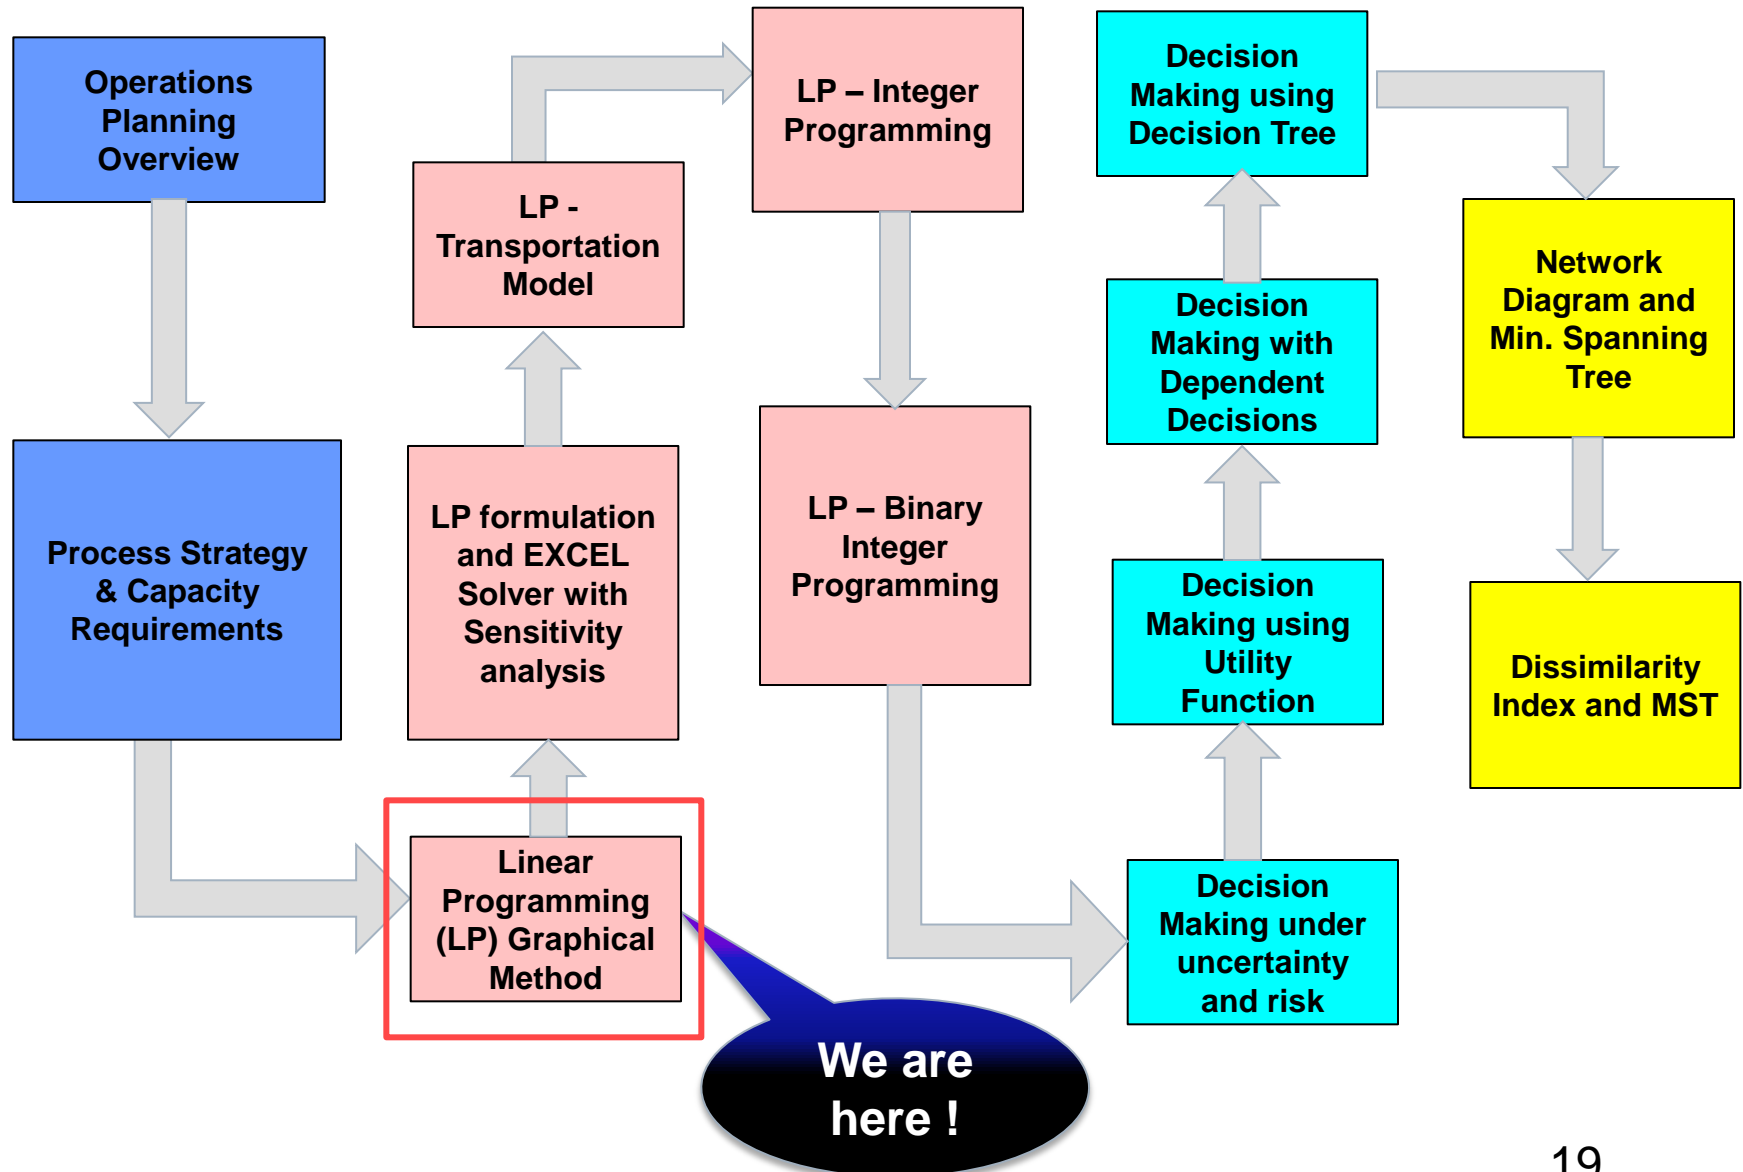 Operations
Planning
Overview
Process Strategy
& Capacity
Requirements
Linear
Programming
(LP) Graphical
Method
LP formulation
and EXCEL
Solver with
Sensitivity
analysis
LP -
Transportation
Model
LP – Integer
Programming
LP – Binary
Integer
Programming
Decision
Making under
uncertainty
and risk
Decision
Making using
Utility
Function
Decision
Making with
Dependent
Decisions
Decision
Making using
Decision Tree
Network
Diagram and
Min. Spanning
Tree
Dissimilarity
Index and MST
We are
here !
19